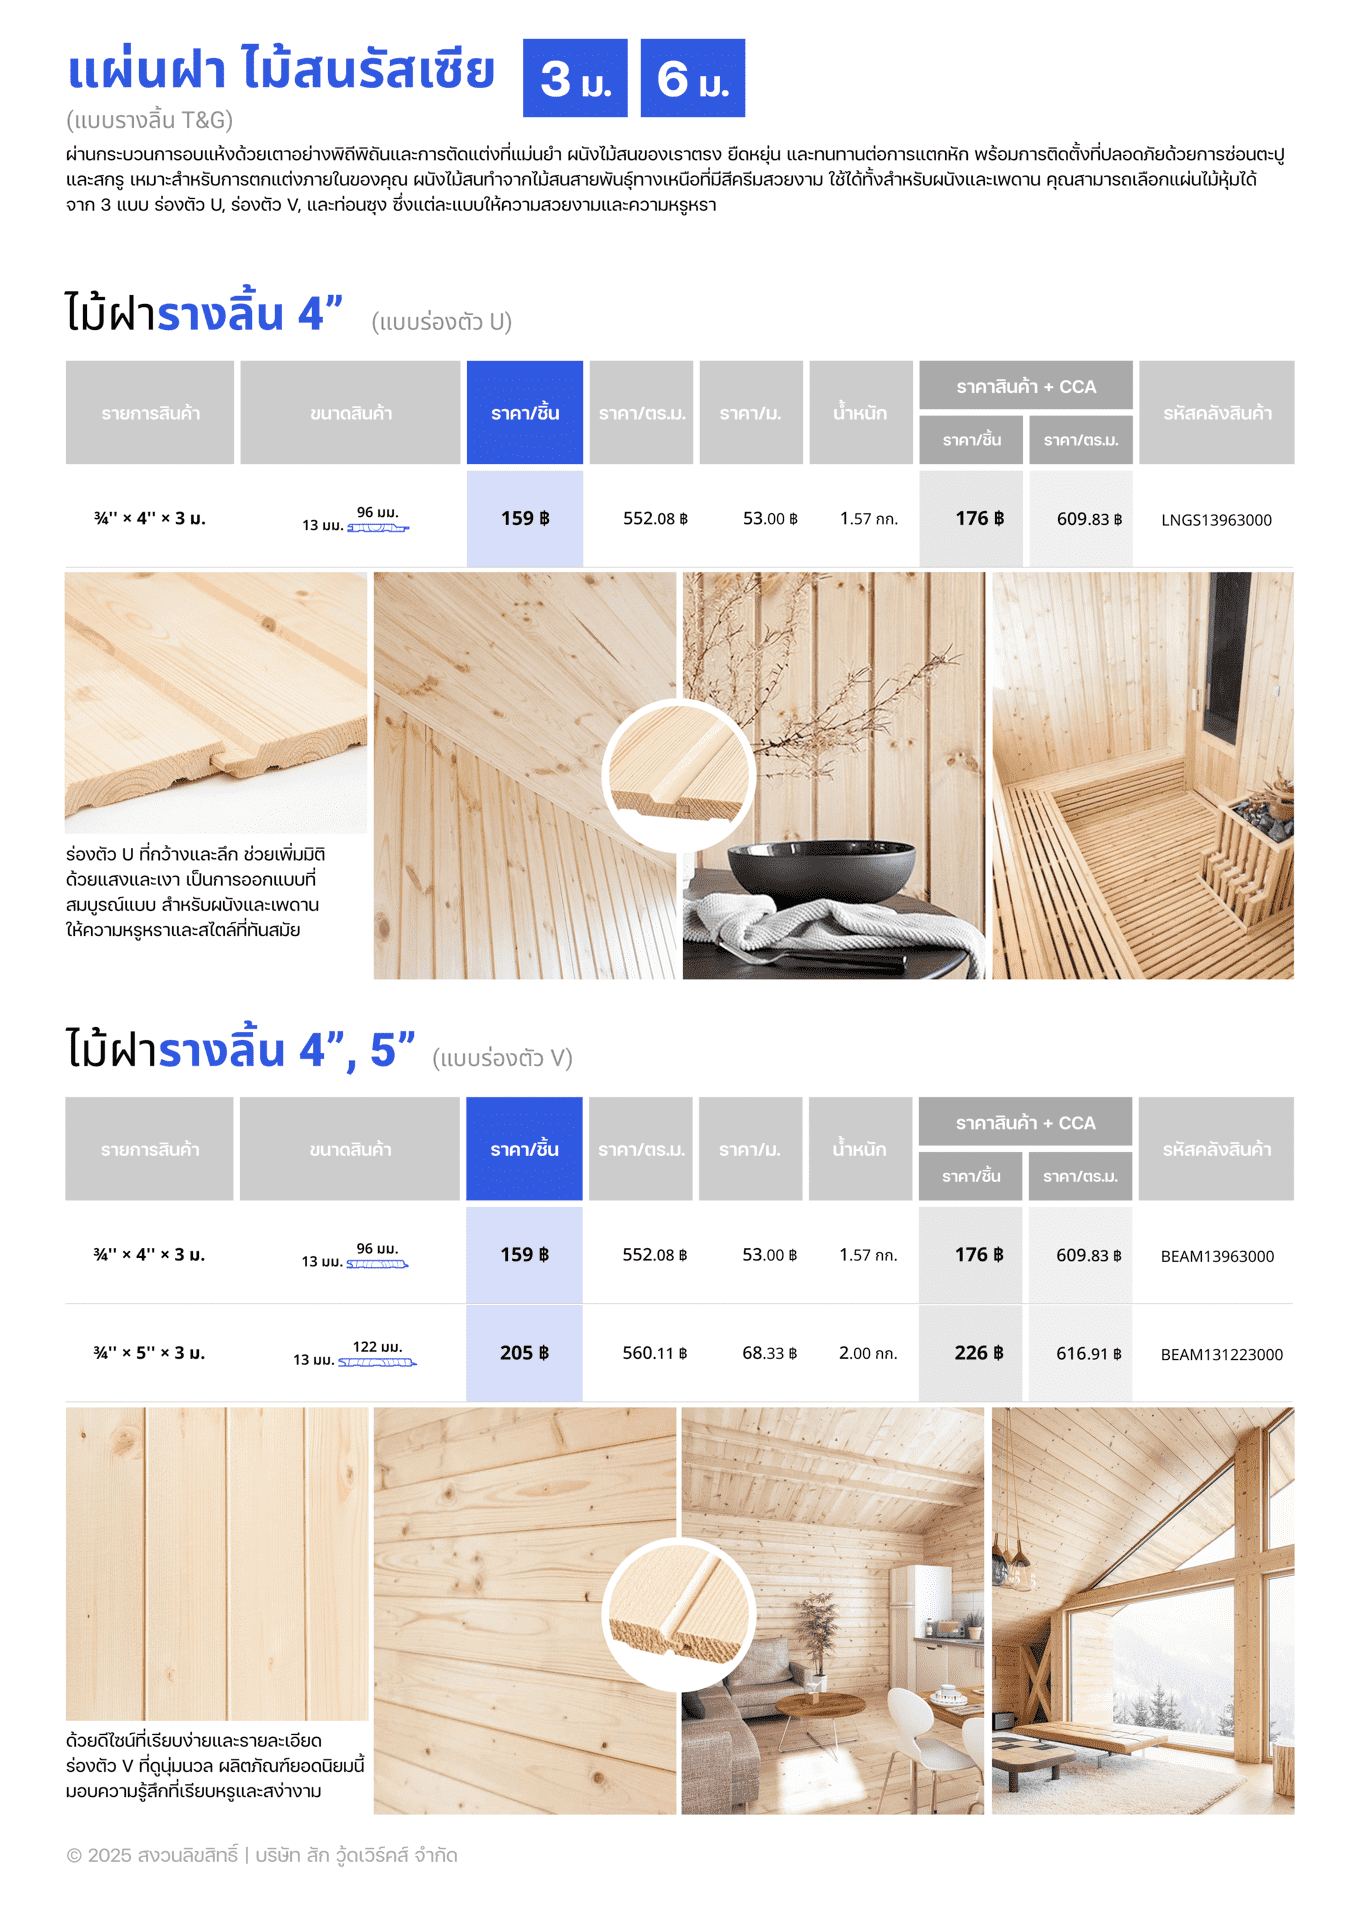 แผ่นฝา ไม้สนรัสเซีย
3 ม. 6 ม.
(แบบรางลิ้น T&G)
ผ่านกระบวนการอบแห้งด้วยเตาอย่างพิถีพิถันและการตัดแต่งที่แม่นยำ ผนังไม้สนของเราตรง ยืดหยุ่น และทนทานต่อการแตกหัก พร้อมการติดตั้งที่ปลอดภัยด้วยการซ่อนตะปู
และสกรู เหมาะสำหรับการตกแต่งภายในของคุณ ผนังไม้สนทำจากไม้สนสายพันธุ์ทางเหนือที่มีสีครีมสวยงาม ใช้ได้ทั้งสำหรับผนังและเพดาน คุณสามารถเลือกแผ่นไม้หุ้มได้
จาก 3 แบบ ร่องตัว U, ร่องตัว V, และท่อนซุง ซึ่งแต่ละแบบให้ความสวยงามและความหรูหรา
ไม้ฝารางลิ้น 4” (แบบร่องตัว U)
รายการสินค้า ขนาดสินค้า ราคา/ชิ้น ราคา/ตร.ม. ราคา/ม. น้ำหนัก ราคาสินค้า + CCA รหัสคลังสินค้า
ราคา/ชิ้น ราคา/ตร.ม.
¾'' × 4'' × 3 ม. 13 มม. 96 มม. 159 ฿ 552.08 ฿ 53.00 ฿ 1.57 กก. 176 ฿ 609.83 ฿ LNGS13963000
ร่องตัว U ที่กว้างและลึก ช่วยเพิ่มมิติ
ด้วยแสงและเงา เป็นการออกแบบที่
สมบูรณ์แบบ สำหรับผนังและเพดาน
ให้ความหรูหราและสไตล์ที่ทันสมัย
ไม้ฝารางลิ้น 4”, 5” (แบบร่องตัว V)
รายการสินค้า ขนาดสินค้า ราคา/ชิ้น ราคา/ตร.ม. ราคา/ม. น้ำหนัก ราคาสินค้า + CCA รหัสคลังสินค้า
ราคา/ชิ้น ราคา/ตร.ม.
¾'' × 4'' × 3 ม. 13 มม. 96 มม. 159 ฿ 552.08 ฿ 53.00 ฿ 1.57 กก. 176 ฿ 609.83 ฿ BEAM13963000
¾'' × 5'' × 3 ม. 13 มม. 122 มม. 205 ฿ 560.11 ฿ 68.33 ฿ 2.00 กก. 226 ฿ 616.91 ฿ BEAM131223000
ด้วยดีไซน์ที่เรียบง่ายและรายละเอียด
ร่องตัว V ที่ดูนุ่มนวล ผลิตภัณฑ์ยอดนิยมนี้
มอบความรู้สึกที่เรียบหรูและสง่างาม
© 2025 สงวนลิขสิทธิ์ | บริษัท สัก วู้ดเวิร์คส์ จำกัด